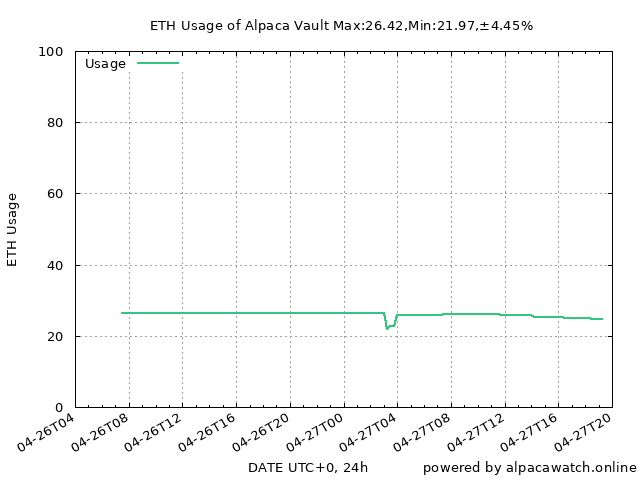 ETH Usage of Alpaca Vault Max:26.42,Min:21.97,±4.45%
Usage
ETH Usage
100
80
60
40
20
0
04-26T04
04-26T08
04-26T12
04-26T16
04-26T20
04-27T00
04-27T04
04-27T08
04-27T12
04-27T16
04-27T20
DATE UTC+0, 24h
powered by alpacawatch.online